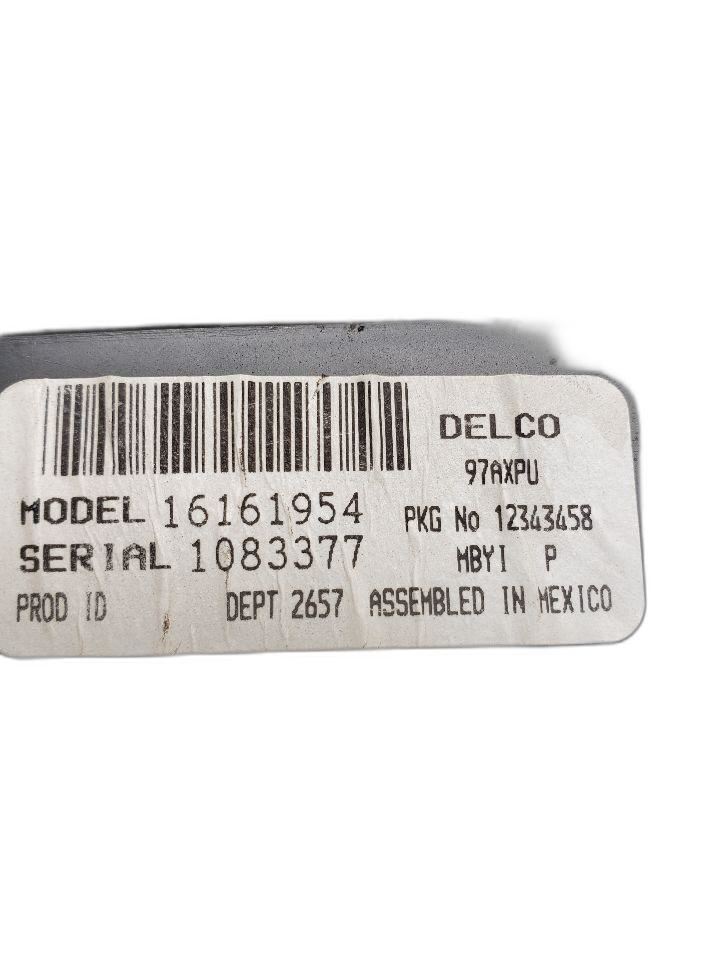 DELCO
97AXPU
MODEL 16161954
PKG No 12343458
SERIAL 1083377
MBYI P
PROD ID DEPT 2657 ASSEMBLED IN MEXICO